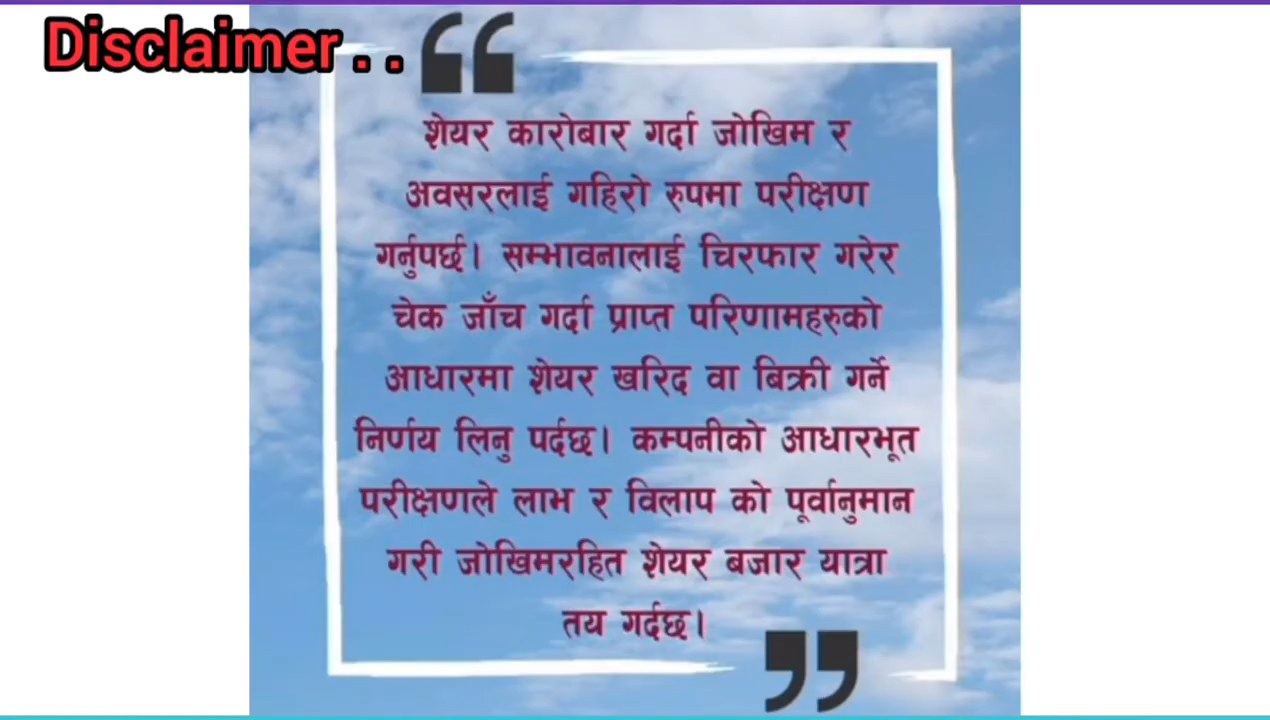 Disclaimer . .
“
शेयर कारोबार गर्दा जोखिम र
अवसरलाई गहिरो रुपमा परीक्षण
गर्नुपर्छ। सम्भावनालाई चिरफार गरेर
चेक जाँच गर्दा प्राप्त परिणामहरुको
आधारमा शेयर खरिद वा बिक्री गर्ने
निर्णय लिनु पर्दछ। कम्पनीको आधारभूत
परीक्षणले लाभ र विलाप को पूर्वानुमान
गरी जोखिमरहित शेयर बजार यात्रा
तय गर्दछ।
”